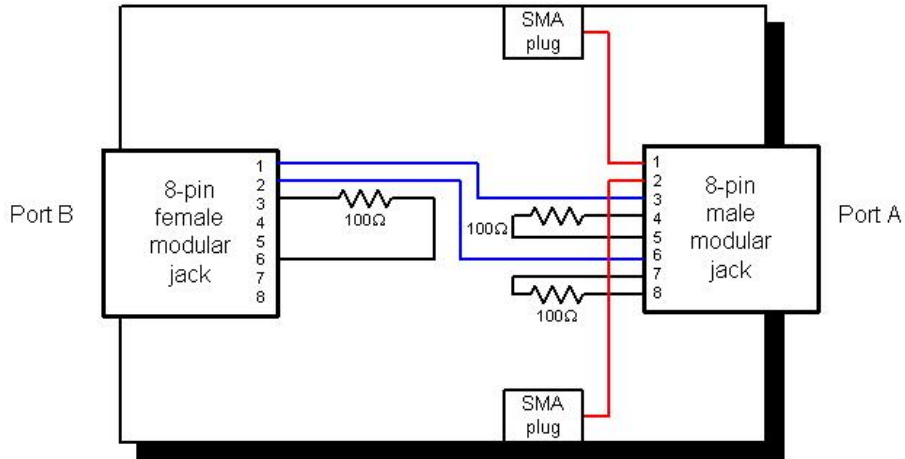 SMA
plug
Port B
8-pin
female
modular
jack
1
2
3
4
5
6
7
8
100Ω
100Ω
100Ω
1
2
3
4
5
6
7
8
8-pin
male
modular
jack
Port A
SMA
plug